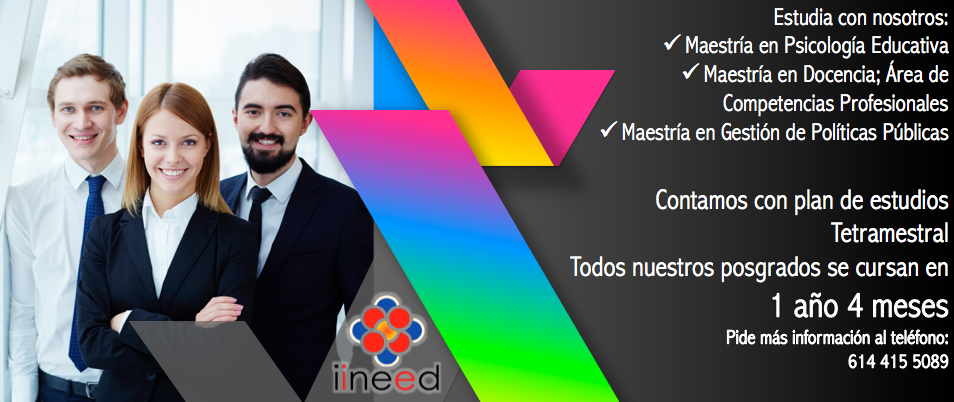 Estudia con nosotros:
✓ Maestría en Psicología Educativa
✓ Maestría en Docencia; Área de
Competencias Profesionales
✓ Maestría en Gestión de Políticas Públicas
Contamos con plan de estudios
Tetramestral
Todos nuestros posgrados se cursan en
1 año 4 meses
Pide más información al teléfono:
614 415 5089
iineed